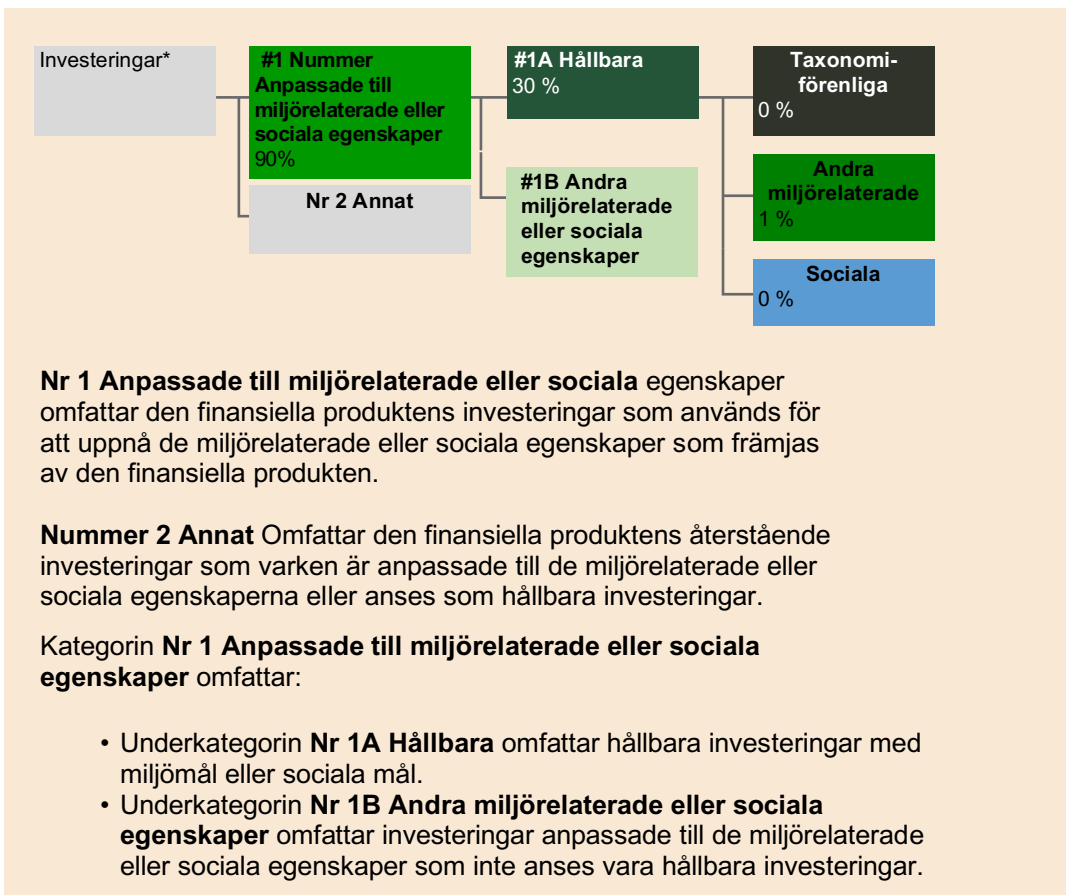 Investeringar*
#1 Nummer
Anpassade till
miljörelaterade eller
sociala egenskaper
90%
Nr 2 Annat
#1A Hållbara
30 %
#1B Andra
miljörelaterade
eller sociala
egenskaper
Taxonomi-
förenliga
0 %
Andra
miljörelaterade
1 %
Sociala
0 %
Nr 1 Anpassade till miljörelaterade eller sociala egenskaper
omfattar den finansiella produktens investeringar som används för
att uppnå de miljörelaterade eller sociala egenskaper som främjas
av den finansiella produkten.
Nummer 2 Annat Omfattar den finansiella produktens återstående
investeringar som varken är anpassade till de miljörelaterade eller
sociala egenskaperna eller anses som hållbara investeringar.
Kategorin Nr 1 Anpassade till miljörelaterade eller sociala
egenskaper omfattar:
• Underkategorin Nr 1A Hållbara omfattar hållbara investeringar med
miljömål eller sociala mål.
• Underkategorin Nr 1B Andra miljörelaterade eller sociala
egenskaper omfattar investeringar anpassade till de miljörelaterade
eller sociala egenskaper som inte anses vara hållbara investeringar.